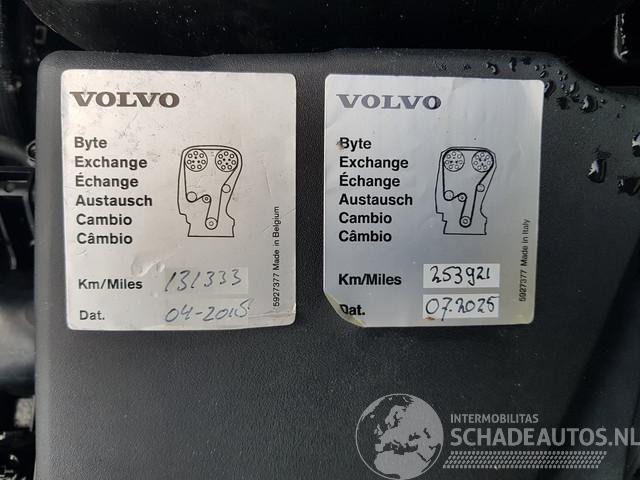 VOLVO
Byte
Exchange
Échange
Austausch
Cambio
Câmbio
Km/Miles 131333
Dat. 04-2015
5927377 Made in Belgium
VOLVO
Byte
Exchange
Échange
Austausch
Cambio
Câmbio
Km/Miles 253921
Dat. 07.2025
5927377 Made in Italy
INTERMOBILITAS
SCHADEAUTOS.NL